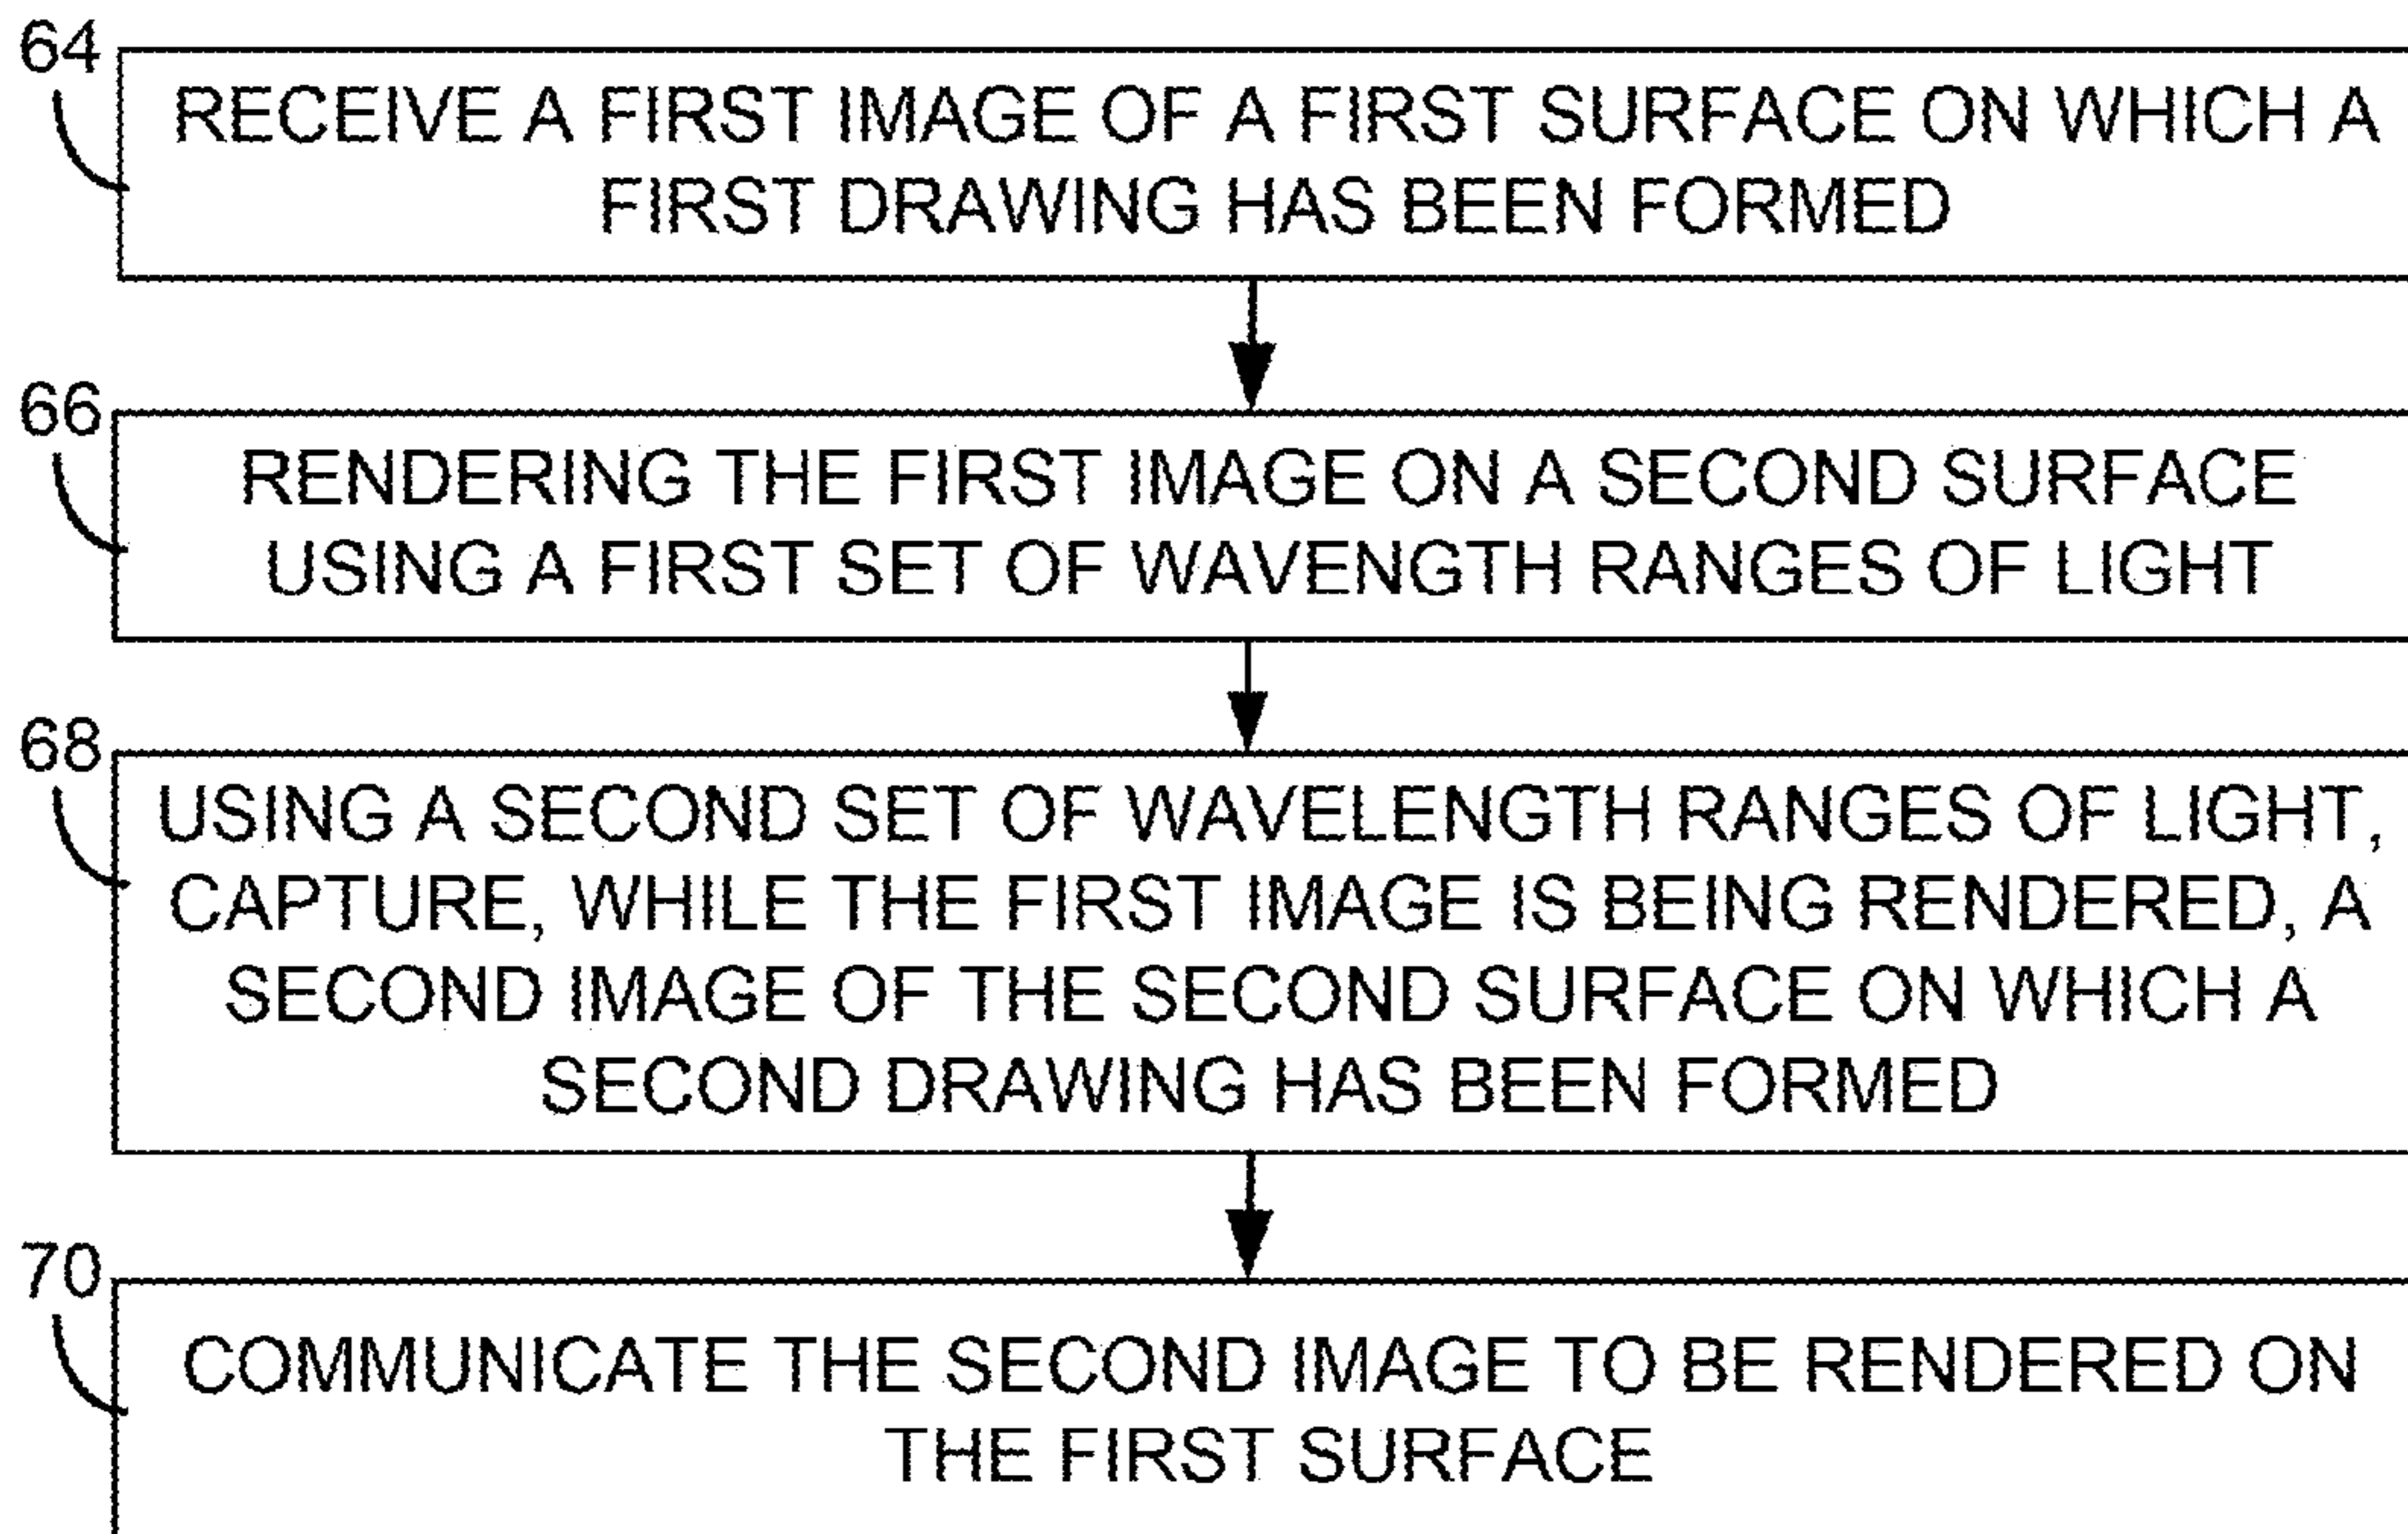 64
RECEIVE A FIRST IMAGE OF A FIRST SURFACE ON WHICH A
FIRST DRAWING HAS BEEN FORMED
66
RENDERING THE FIRST IMAGE ON A SECOND SURFACE
USING A FIRST SET OF WAVENGTH RANGES OF LIGHT
68
USING A SECOND SET OF WAVELENGTH RANGES OF LIGHT,
CAPTURE, WHILE THE FIRST IMAGE IS BEING RENDERED, A
SECOND IMAGE OF THE SECOND SURFACE ON WHICH A
SECOND DRAWING HAS BEEN FORMED
70
COMMUNICATE THE SECOND IMAGE TO BE RENDERED ON
THE FIRST SURFACE